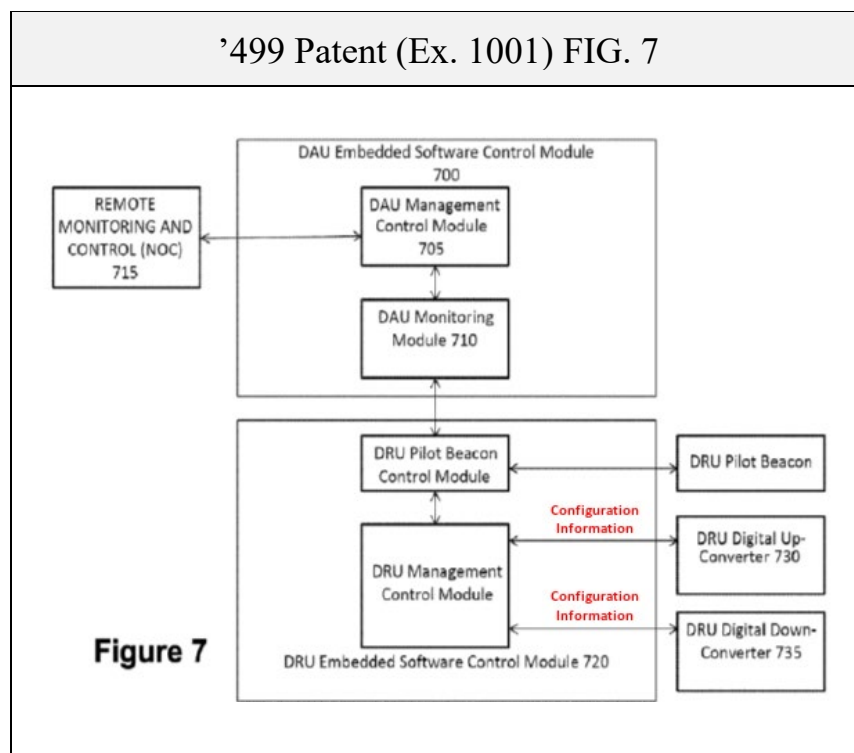 ’499 Patent (Ex. 1001) FIG. 7
DAU Embedded Software Control Module
700
REMOTE
MONITORING AND
CONTROL (NOC)
715
DAU Management
Control Module
705
DAU Monitoring
Module 710
DRU Pilot Beacon
Control Module
DRU Pilot Beacon
Configuration
Information
DRU Digital Up-
Converter 730
DRU Management
Control Module
Configuration
Information
DRU Digital Down-
Converter 735
Figure 7
DRU Embedded Software Control Module 720